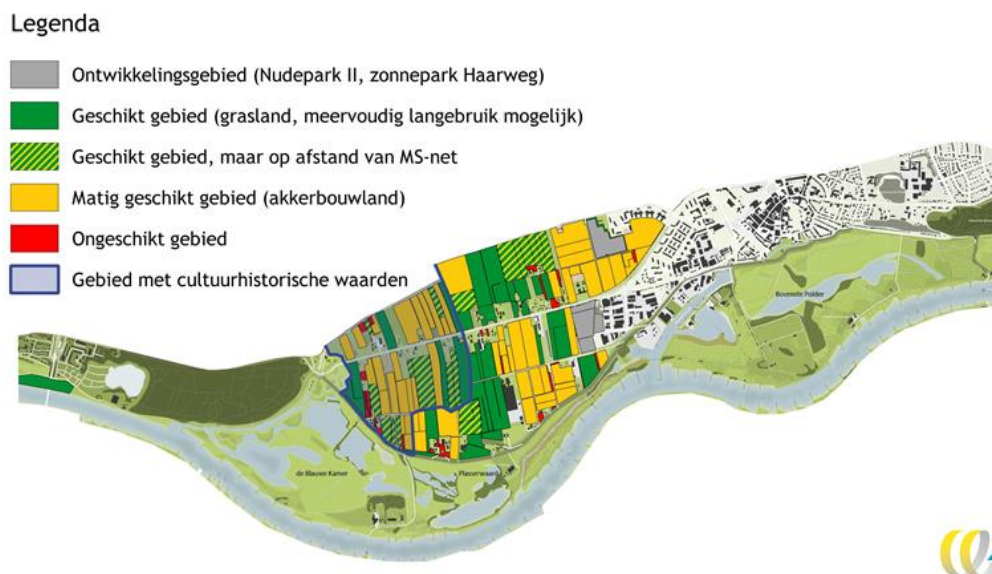 Legenda
Ontwikkelingsgebied (Nudepark II, zonnepark Haarweg)
Geschikt gebied (grasland, meervoudig langebruik mogelijk)
Geschikt gebied, maar op afstand van MS-net
Matig geschikt gebied (akkerbouwland)
Ongeschikt gebied
Gebied met cultuurhistorische waarden
Bovenste Polder
de Blauwe Kamer
Plasserwaard